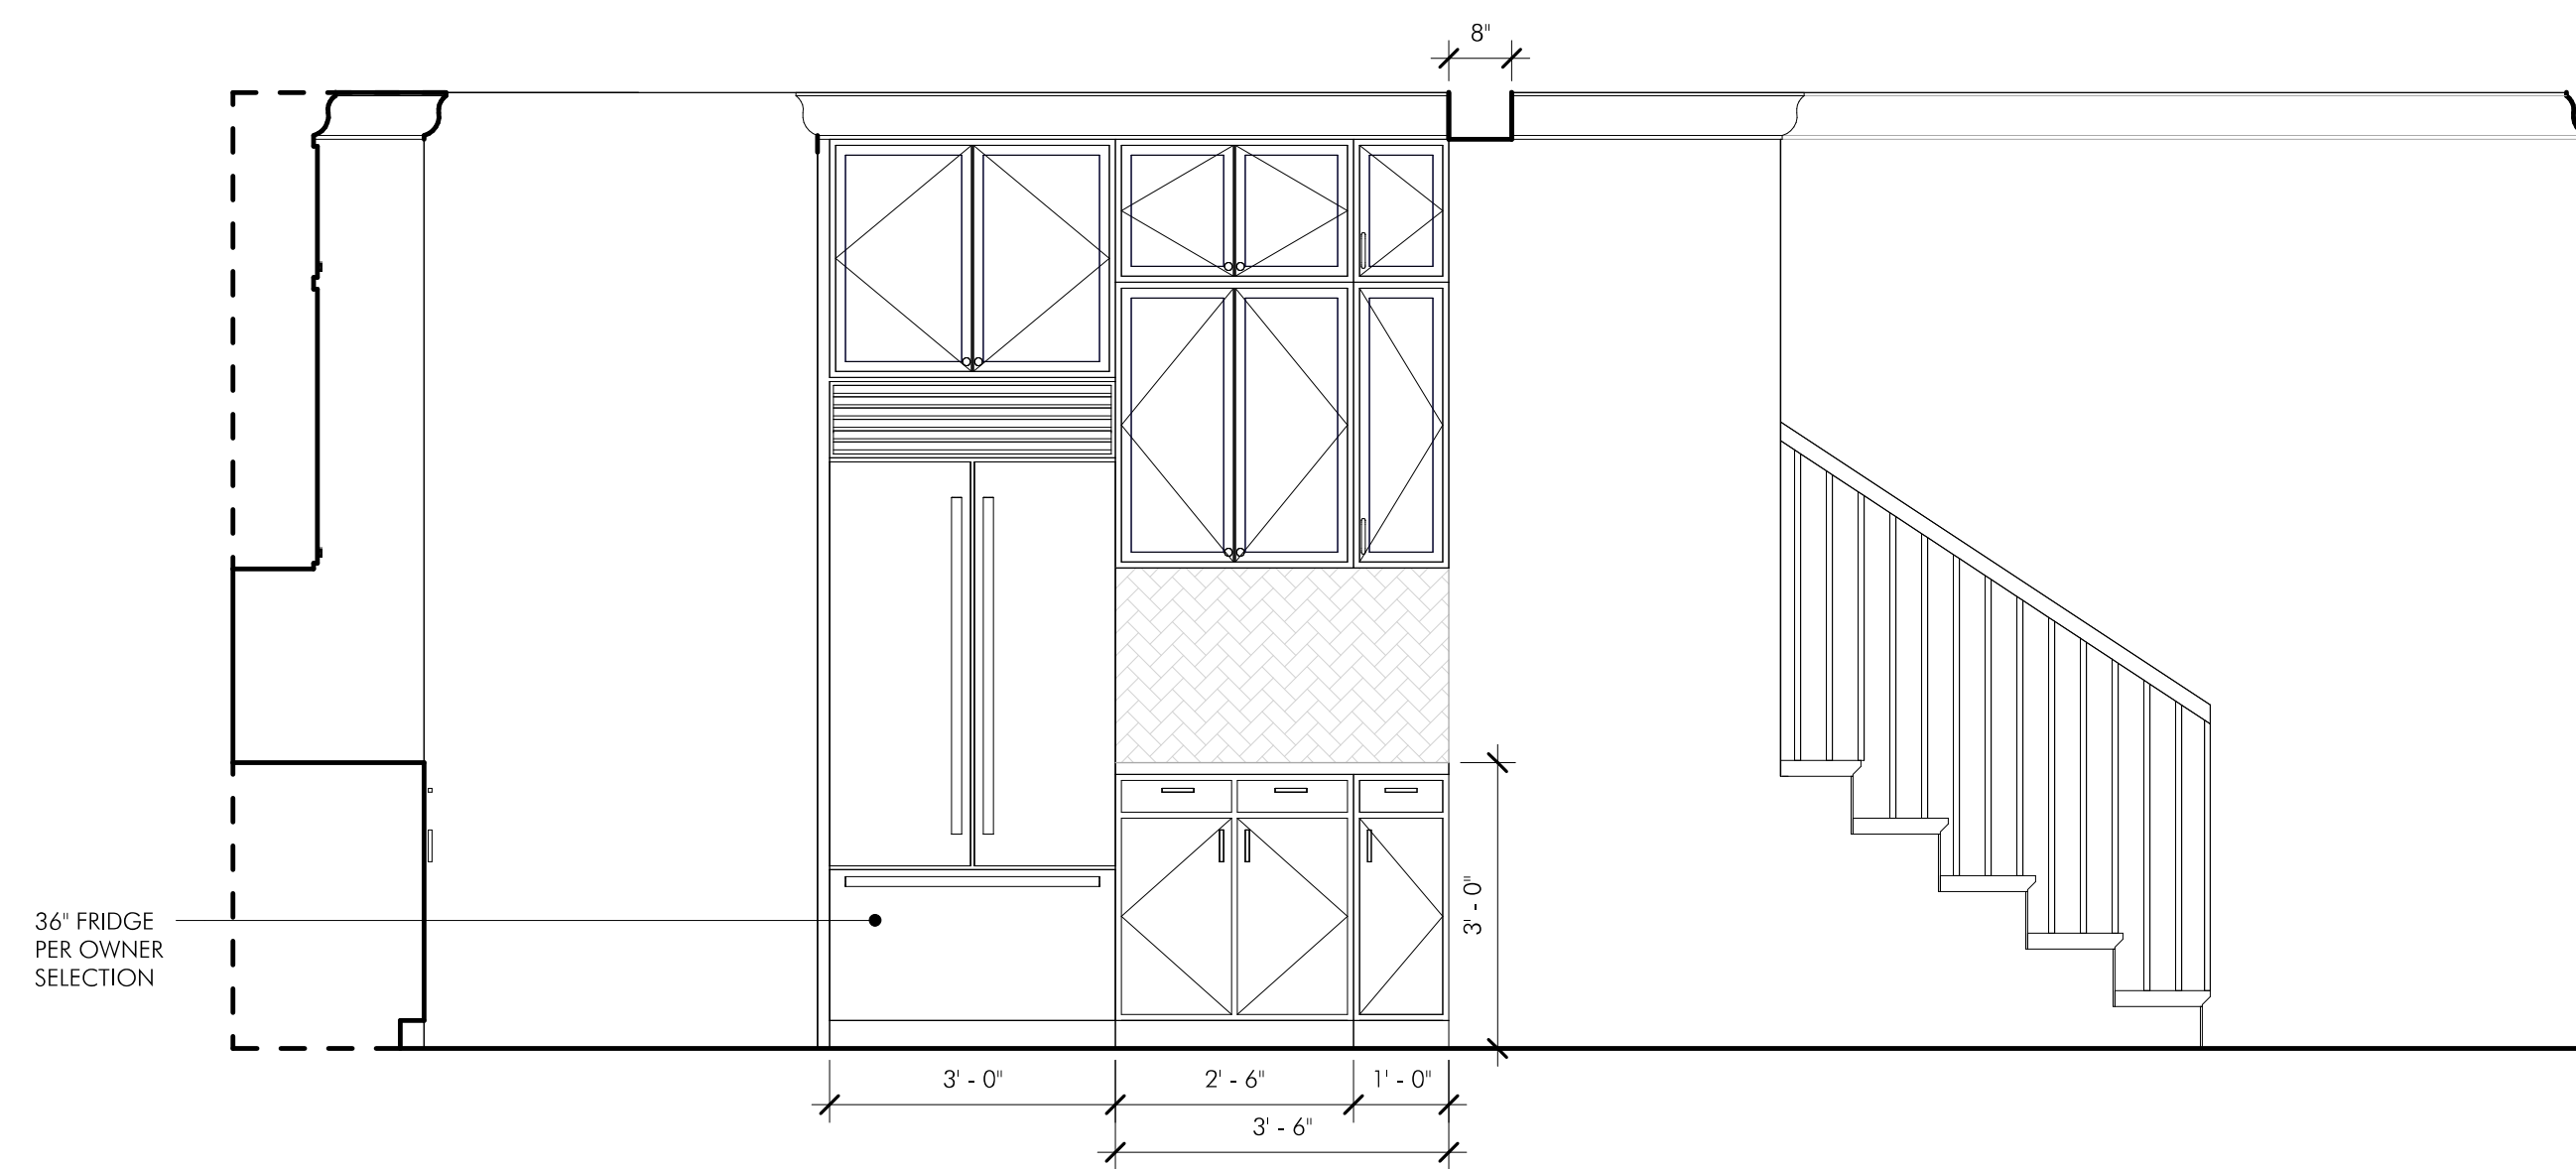 8"
36" FRIDGE
PER OWNER
SELECTION
3' - 0"
3' - 0"
2' - 6"
1' - 0"
3' - 6"